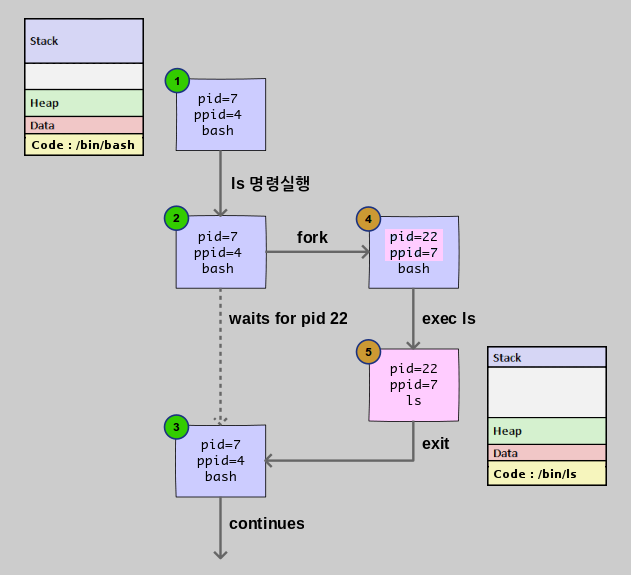 Stack
Heap
Data
Code : /bin/bash
1
pid=7
ppid=4
bash
ls 명령실행
2
pid=7
ppid=4
bash
fork
4
pid=22
ppid=7
bash
waits for pid 22
exec ls
5
pid=22
ppid=7
ls
Stack
Heap
Data
Code : /bin/ls
3
pid=7
ppid=4
bash
exit
continues